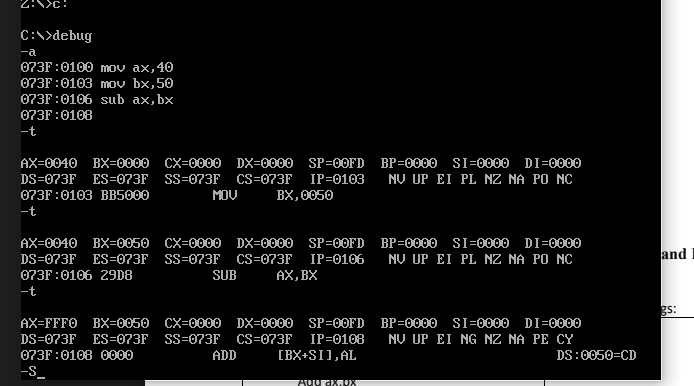 Z:\>c:
C:\>debug
-a
073F:0100 mov ax,40
073F:0103 mov bx,50
073F:0106 sub ax,bx
073F:0108
-t
AX=0040 BX=0000 CX=0000 DX=0000 SP=00FD BP=0000 SI=0000 DI=0000
DS=073F ES=073F SS=073F CS=073F IP=0103 NV UP EI PL NZ NA PO NC
073F:0103 BB5000 MOV BX,0050
-t
AX=0040 BX=0050 CX=0000 DX=0000 SP=00FD BP=0000 SI=0000 DI=0000
DS=073F ES=073F SS=073F CS=073F IP=0106 NV UP EI PL NZ NA PO NC
073F:0106 29D8 SUB AX,BX
-t
AX=FFF0 BX=0050 CX=0000 DX=0000 SP=00FD BP=0000 SI=0000 DI=0000
DS=073F ES=073F SS=073F CS=073F IP=0108 NV UP EI NG NZ NA PE CY
073F:0108 0000 ADD [BX+SI],AL DS:0050=CD
-S_
and
gs:
Add ax,bx